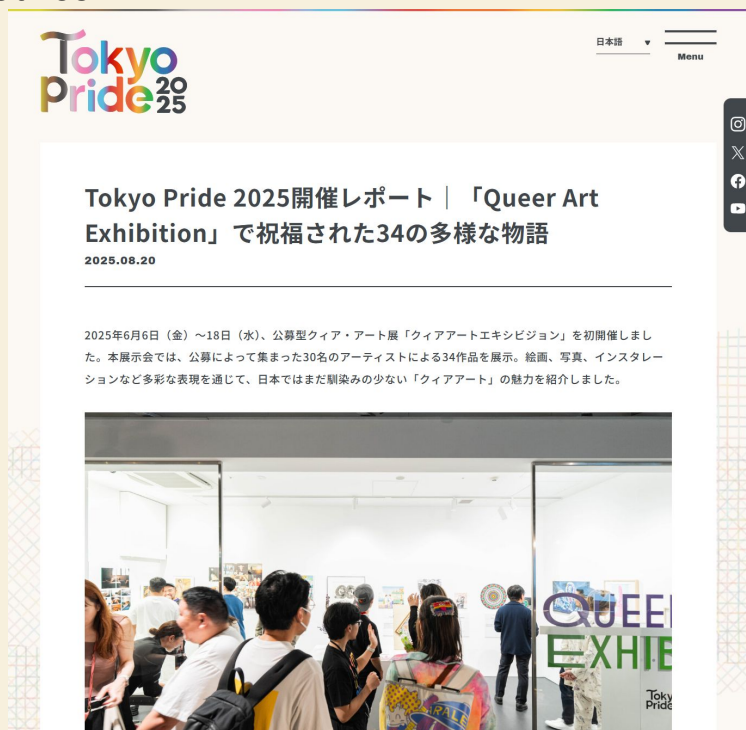 Tokyo
Pride 20
25
日本語 ▼
Menu
Tokyo Pride 2025開催レポート｜「Queer Art
Exhibition」で祝福された34の多様な物語
2025.08.20
2025年6月6日（金）～18日（水）、公募型クィア・アート展「クィアアートエキシビジョン」を初開催しまし
た。本展示会では、公募によって集まった30名のアーティストによる34作品を展示。絵画、写真、インスタレー
ションなど多彩な表現を通じて、日本ではまだ馴染みの少ない「クィアアート」の魅力を紹介しました。
QUEE
EXHIB
Toky
Pride
ARALE